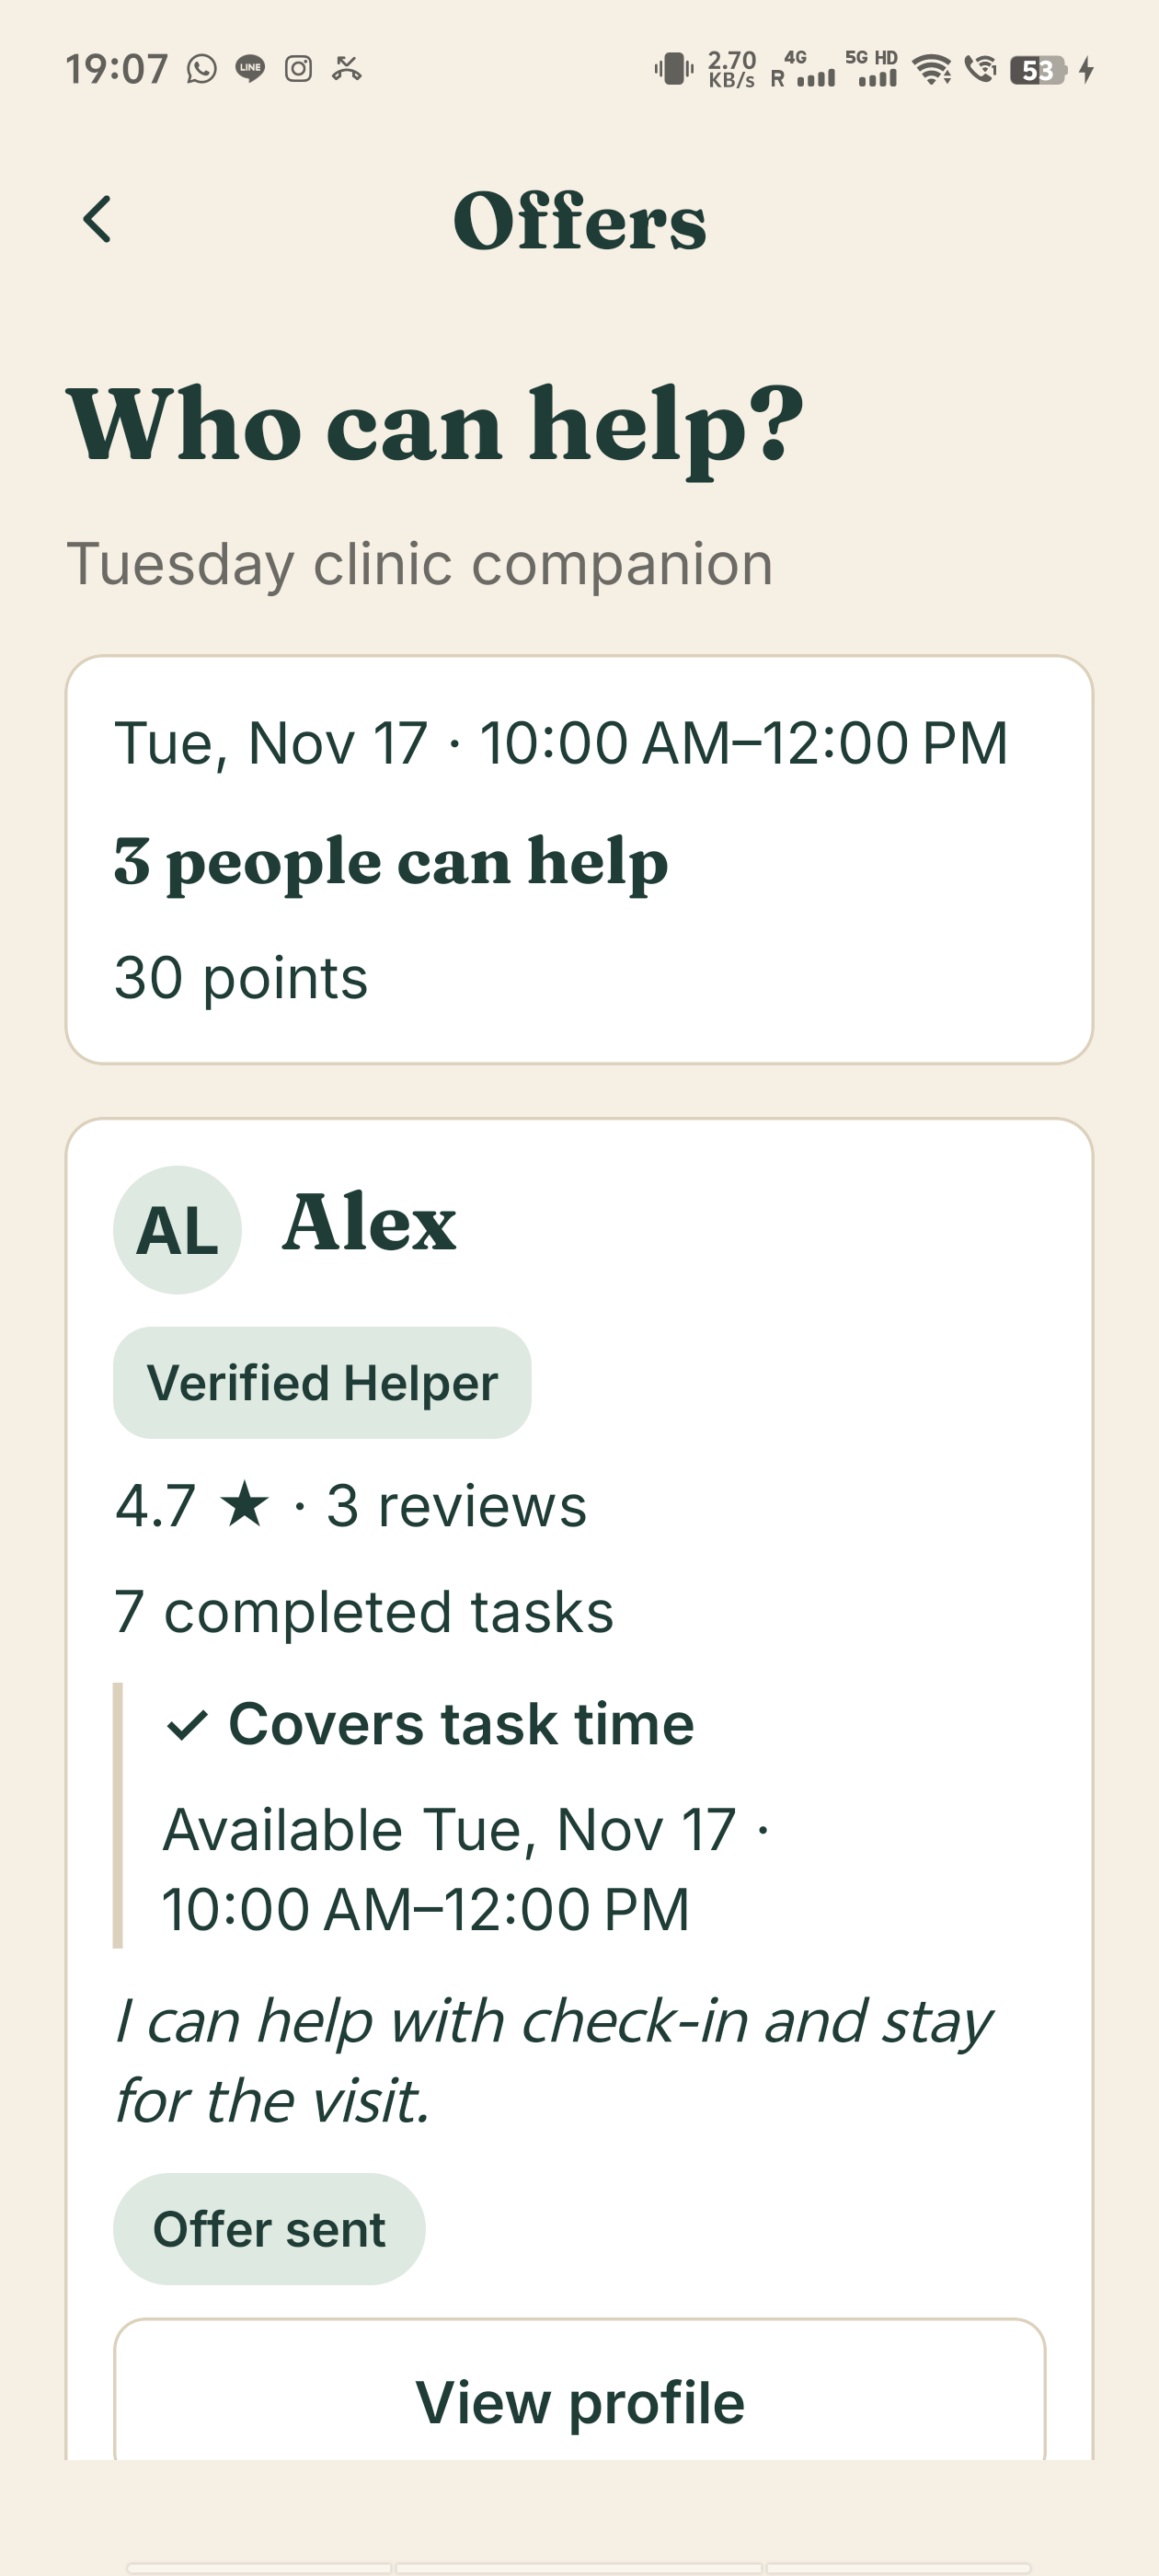 19:07
LINE
2.70
KB/s
R
4G
5G HD
53
Offers
Who can help?
Tuesday clinic companion
Tue, Nov 17 · 10:00 AM–12:00 PM
3 people can help
30 points
AL
Alex
Verified Helper
4.7 ★ · 3 reviews
7 completed tasks
✓ Covers task time
Available Tue, Nov 17 ·
10:00 AM–12:00 PM
I can help with check-in and stay
for the visit.
Offer sent
View profile